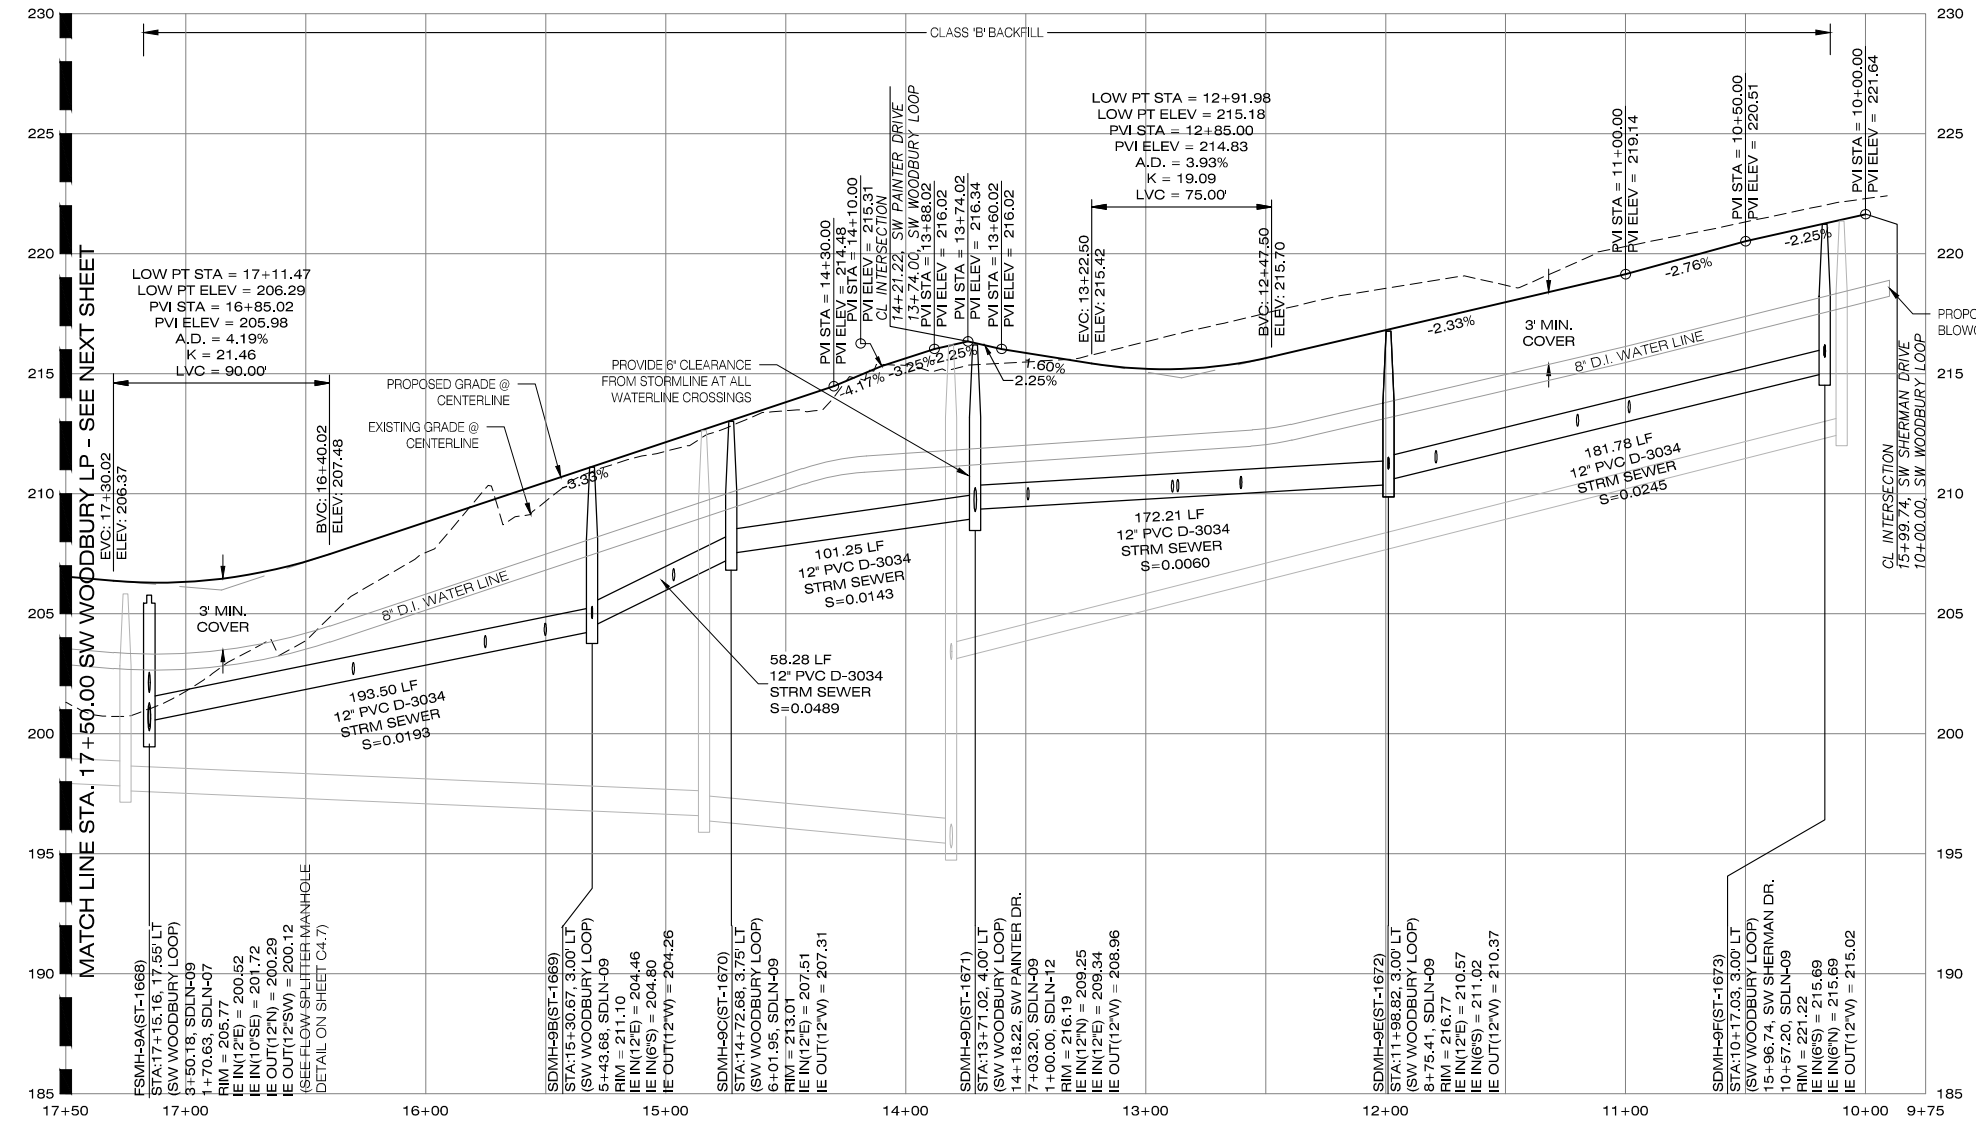 230
225
220
215
210
205
200
195
190
185
230
225
220
215
210
205
200
195
190
185
CLASS 'B' BACKFILL
MATCH LINE STA. 17+50.00 SW WOODBURY LP - SEE NEXT SHEET
LOW PT STA = 17+11.47
LOW PT ELEV = 206.29
PVI STA = 16+85.02
PVI ELEV = 205.98
A.D. = 4.19%
K = 21.46
LVC = 90.00'
EVC: 17+30.02
ELEV: 206.37
BVC: 16+40.02
ELEV: 207.48
PROPOSED GRADE @
CENTERLINE
EXISTING GRADE @
CENTERLINE
-3.33%
PROVIDE 6" CLEARANCE
FROM STORMLINE AT ALL
WATERLINE CROSSINGS
PVI STA = 14+30.00
PVI ELEV = 214.48
PVI STA = 14+10.00
PVI ELEV = 215.31
CL INTERSECTION
14+21.22, SW PAINTER DRIVE
13+74.00, SW WOODBURY LOOP
PVI STA = 13+88.02
PVI ELEV = 216.02
PVI STA = 13+74.02
PVI ELEV = 216.34
PVI STA = 13+60.02
PVI ELEV = 216.02
-4.17%
-3.25%
-2.25%
1.60%
2.25%
LOW PT STA = 12+91.98
LOW PT ELEV = 215.18
PVI STA = 12+85.00
PVI ELEV = 214.83
A.D. = 3.93%
K = 19.09
LVC = 75.00'
EVC: 13+22.50
ELEV: 215.42
BVC: 12+47.50
ELEV: 215.70
PVI STA = 11+00.00
PVI ELEV = 219.14
PVI STA = 10+50.00
PVI ELEV = 220.51
PVI STA = 10+00.00
PVI ELEV = 221.64
-2.33%
-2.76%
-2.25%
3' MIN.
COVER
8" D.I. WATER LINE
PROPO
BLOWO
CL INTERSECTION
15+99.74, SW SHERMAN DRIVE
10+00.00, SW WOODBURY LOOP
3' MIN.
COVER
8" D.I. WATER LINE
193.50 LF
12" PVC D-3034
STRM SEWER
S=0.0193
58.28 LF
12" PVC D-3034
STRM SEWER
S=0.0489
101.25 LF
12" PVC D-3034
STRM SEWER
S=0.0143
172.21 LF
12" PVC D-3034
STRM SEWER
S=0.0060
181.78 LF
12" PVC D-3034
STRM SEWER
S=0.0245
FSMH-9A(ST-1668)
STA:17+15.16, 17.55' LT
(SW WOODBURY LOOP)
3+50.18, SDLN-09
1+70.63, SDLN-07
RIM = 205.77
IE IN(12"E) = 200.52
IE IN(10"SE) = 201.72
IE OUT(12"N) = 200.29
IE OUT(12"SW) = 200.12
(SEE FLOW SPLITTER MANHOLE
DETAIL ON SHEET C4.7)
SDMH-9B(ST-1669)
STA:15+30.67, 3.00' LT
(SW WOODBURY LOOP)
5+43.68, SDLN-09
RIM = 211.10
IE IN(12"E) = 204.46
IE IN(6"S) = 204.80
IE OUT(12"W) = 204.26
SDMH-9C(ST-1670)
STA:14+72.68, 3.75' LT
(SW WOODBURY LOOP)
6+01.95, SDLN-09
RIM = 213.01
IE IN(12"E) = 207.51
IE OUT(12"W) = 207.31
SDMH-9D(ST-1671)
STA:13+71.02, 4.00' LT
(SW WOODBURY LOOP)
14+18.22, SW PAINTER DR.
7+03.20, SDLN-09
1+00.00, SDLN-12
RIM = 216.19
IE IN(12"N) = 209.25
IE IN(12"E) = 209.34
IE OUT(12"W) = 208.96
SDMH-9E(ST-1672)
STA:11+98.82, 3.00' LT
(SW WOODBURY LOOP)
8+75.41, SDLN-09
RIM = 216.77
IE IN(12"E) = 210.57
IE IN(6"S) = 211.02
IE OUT(12"W) = 210.37
SDMH-9F(ST-1673)
STA:10+17.03, 3.00' LT
(SW WOODBURY LOOP)
15+96.74, SW SHERMAN DR.
10+57.20, SDLN-09
RIM = 221.22
IE IN(6"S) = 215.69
IE IN(6"N) = 215.69
IE OUT(12"W) = 215.02
17+50
17+00
16+00
15+00
14+00
13+00
12+00
11+00
10+00
9+75